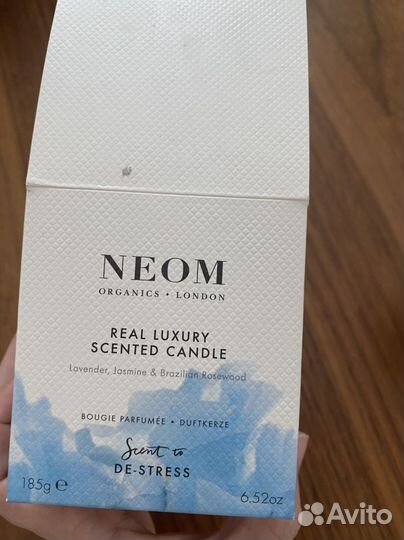 NEOM
ORGANICS • LONDON
REAL LUXURY
SCENTED CANDLE
Lavender, Jasmine & Brazilian Rosewood
BOUGIE PARFUMÉE • DUFTKERZE
Scent to
DE-STRESS
185g ℮
6.52oz
Avito